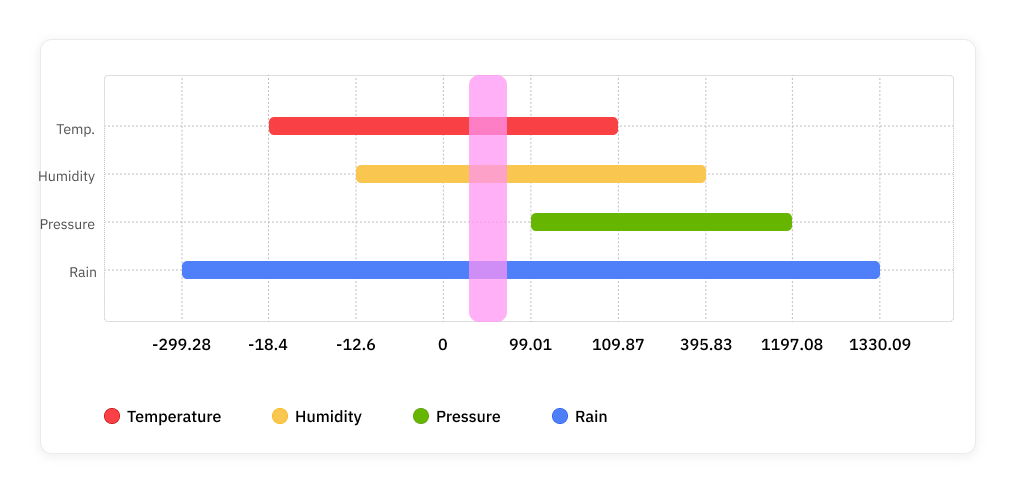 Temp.
Humidity
Pressure
Rain
-299.28 -18.4 -12.6 0 99.01 109.87 395.83 1197.08 1330.09
Temperature Humidity Pressure Rain